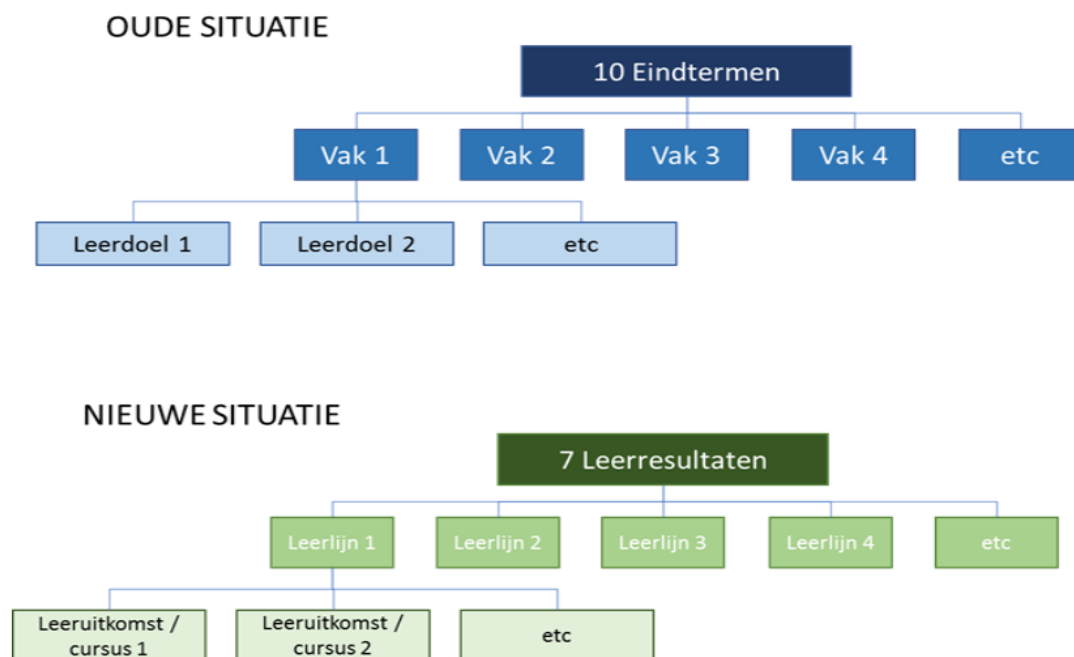 OUDE SITUATIE
10 Eindtermen
Vak 1
Vak 2
Vak 3
Vak 4
etc
Leerdoel 1
Leerdoel 2
etc
NIEUWE SITUATIE
7 Leerresultaten
Leerlijn 1
Leerlijn 2
Leerlijn 3
Leerlijn 4
etc
Leeruitkomst /
cursus 1
Leeruitkomst /
cursus 2
etc